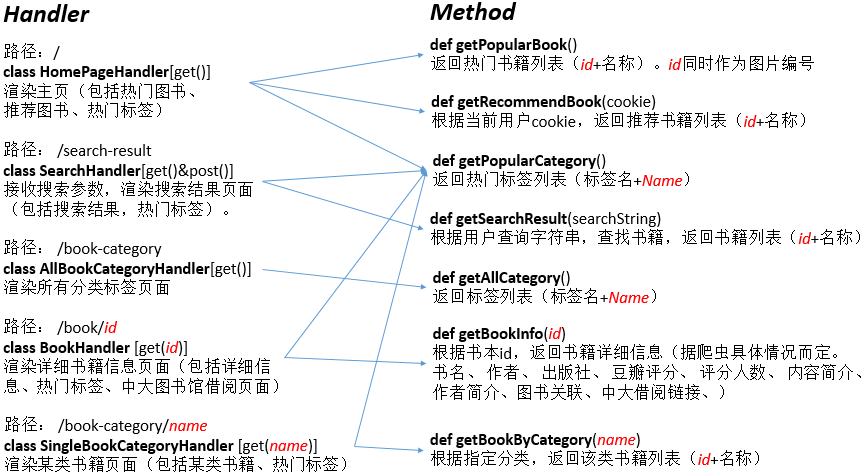 Handler
路径：/
class HomePageHandler[get()]
渲染主页（包括热门图书、
推荐图书、热门标签）
路径： /search-result
class SearchHandler[get()&post()]
接收搜索参数，渲染搜索结果页面
（包括搜索结果，热门标签）。
路径： /book-category
class AllBookCategoryHandler[get()]
渲染所有分类标签页面
路径： /book/id
class BookHandler [get(id)]
渲染详细书籍信息页面（包括详细信
息、热门标签、中大图书馆借阅页面）
路径： /book-category/name
class SingleBookCategoryHandler [get(name)]
渲染某类书籍页面（包括某类书籍、热门标签）
Method
def getPopularBook()
返回热门书籍列表（id+名称）。id同时作为图片编号
def getRecommendBook(cookie)
根据当前用户cookie，返回推荐书籍列表（id+名称）
def getPopularCategory()
返回热门标签列表（标签名+Name）
def getSearchResult(searchString)
根据用户查询字符串，查找书籍，返回书籍列表（id+名称）
def getAllCategory()
返回标签列表（标签名+Name）
def getBookInfo(id)
根据书本id，返回书籍详细信息（据爬虫具体情况而定。
书名、作者、 出版社、 豆瓣评分、 评分人数、 内容简介、
作者简介、图书关联、中大借阅链接、）
def getBookByCategory(name)
根据指定分类，返回该类书籍列表（id+名称）